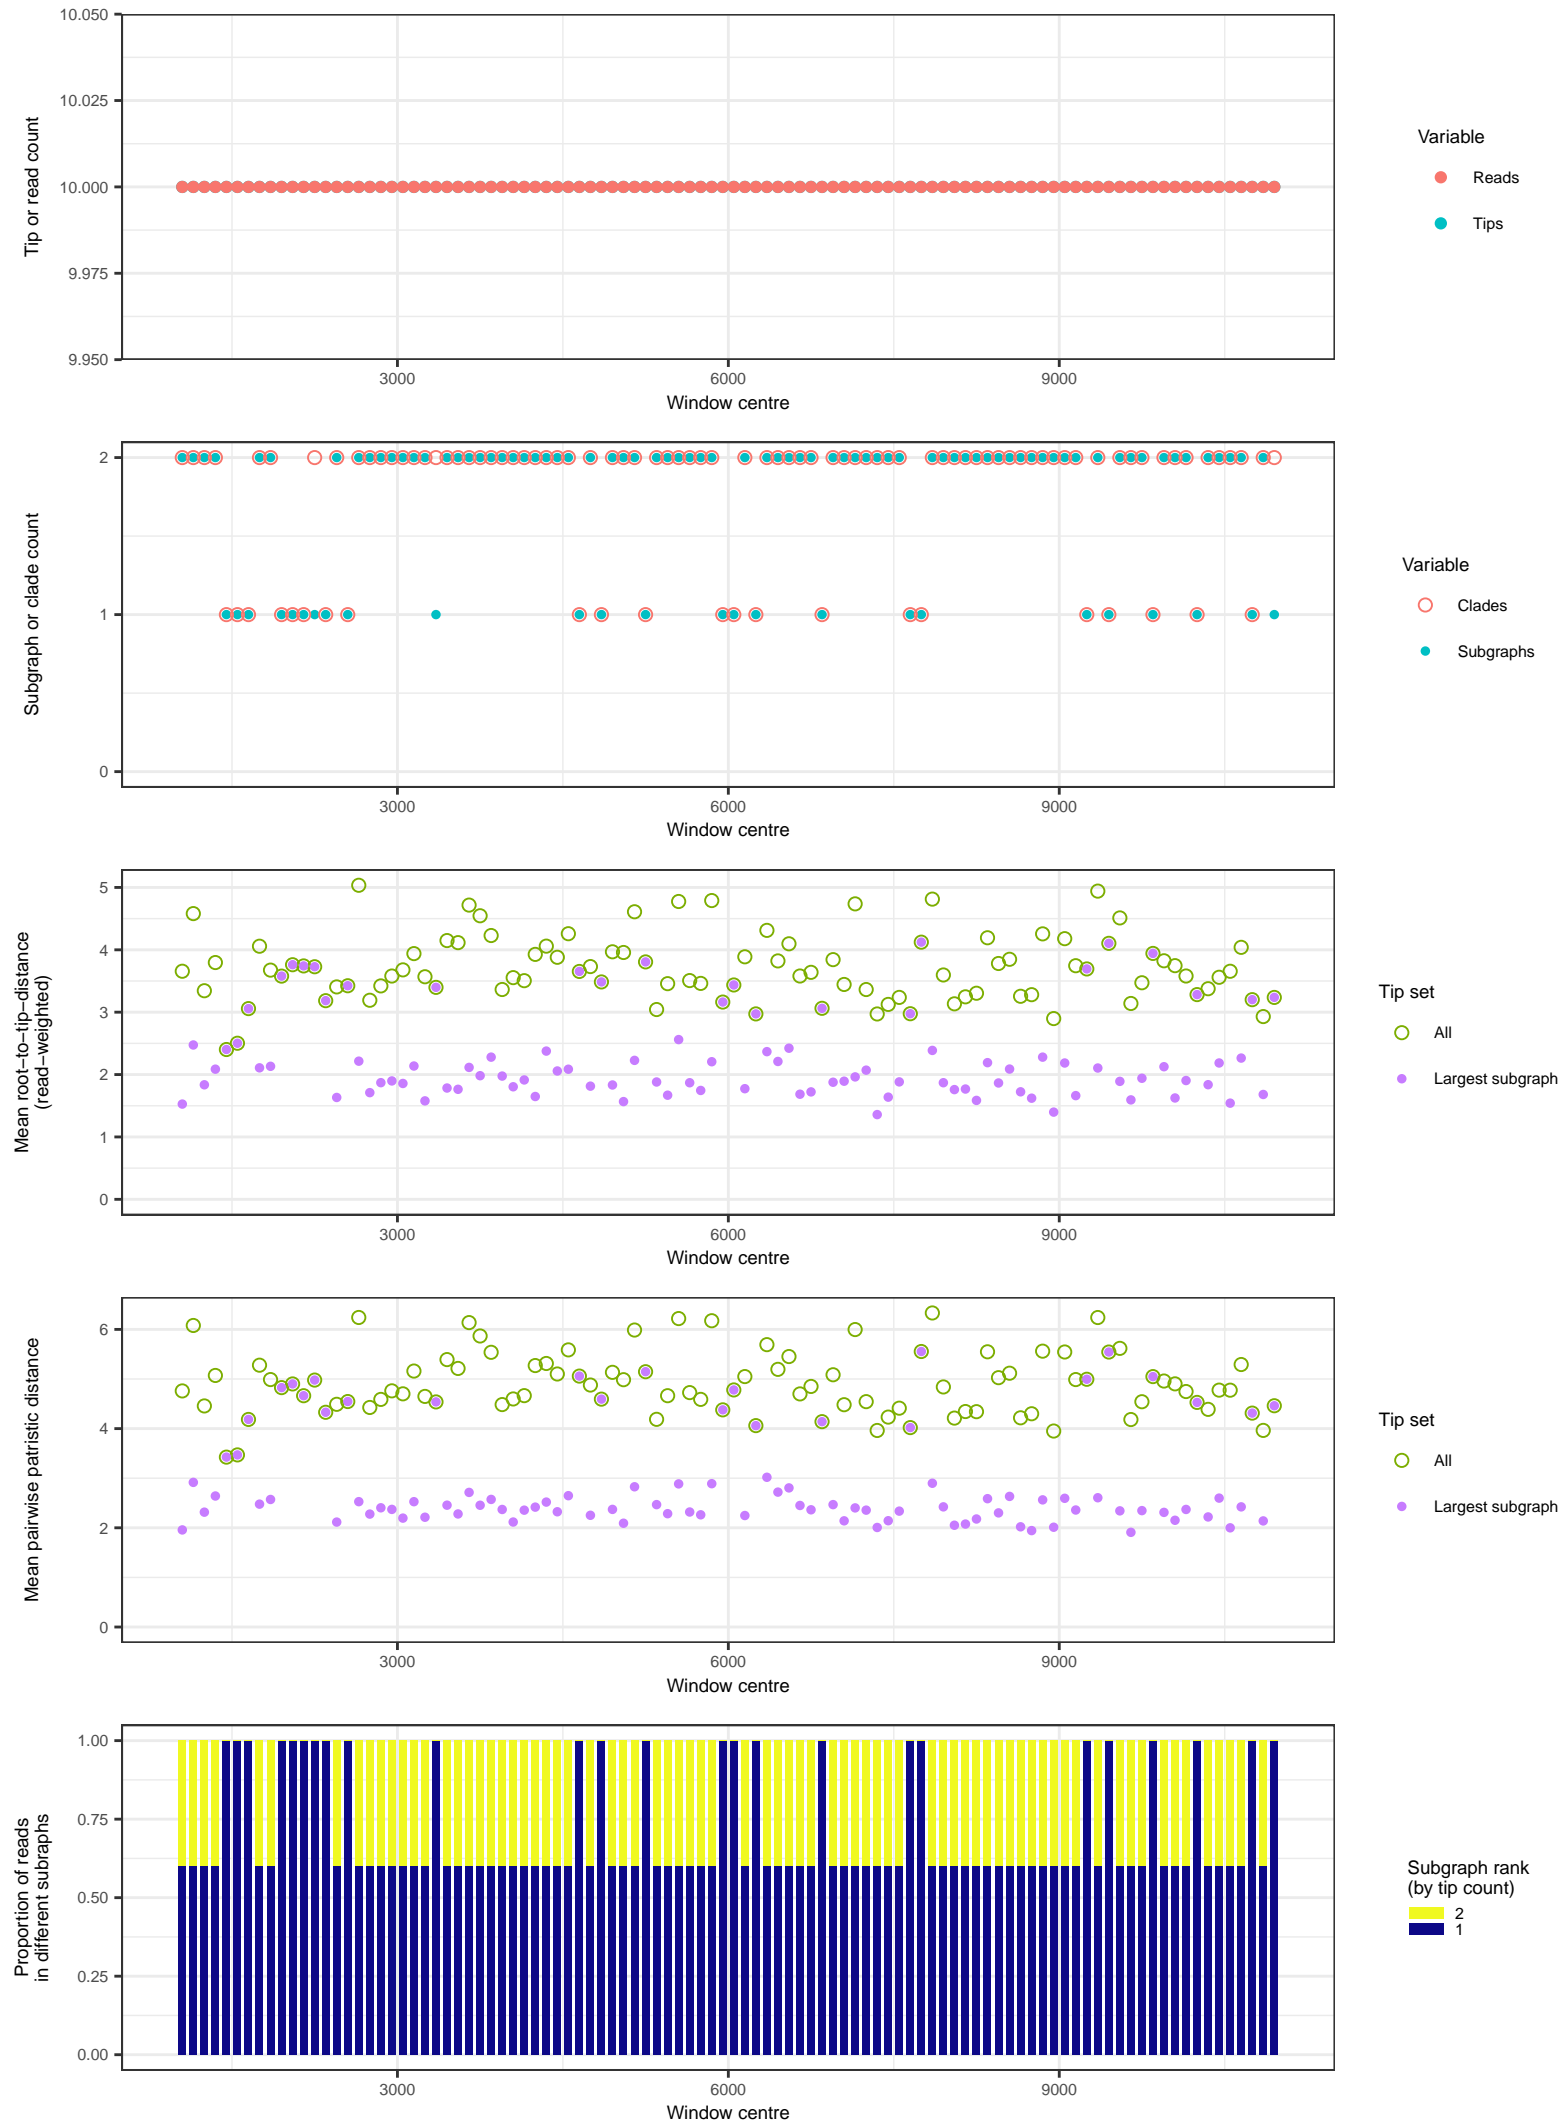 10.050
10.025
10.000
9.975
9.950
Tip or read count
3000
6000
9000
Window centre
Variable
Reads
Tips
2
1
0
Subgraph or clade count
3000
6000
9000
Window centre
Variable
Clades
Subgraphs
5
4
3
2
1
0
Mean root−to−tip−distance
(read−weighted)
3000
6000
9000
Window centre
Tip set
All
Largest subgraph
6
4
2
0
Mean pairwise patristic distance
3000
6000
9000
Window centre
Tip set
All
Largest subgraph
1.00
0.75
0.50
0.25
0.00
Proportion of reads
in different subraphs
3000
6000
9000
Window centre
Subgraph rank
(by tip count)
2
1